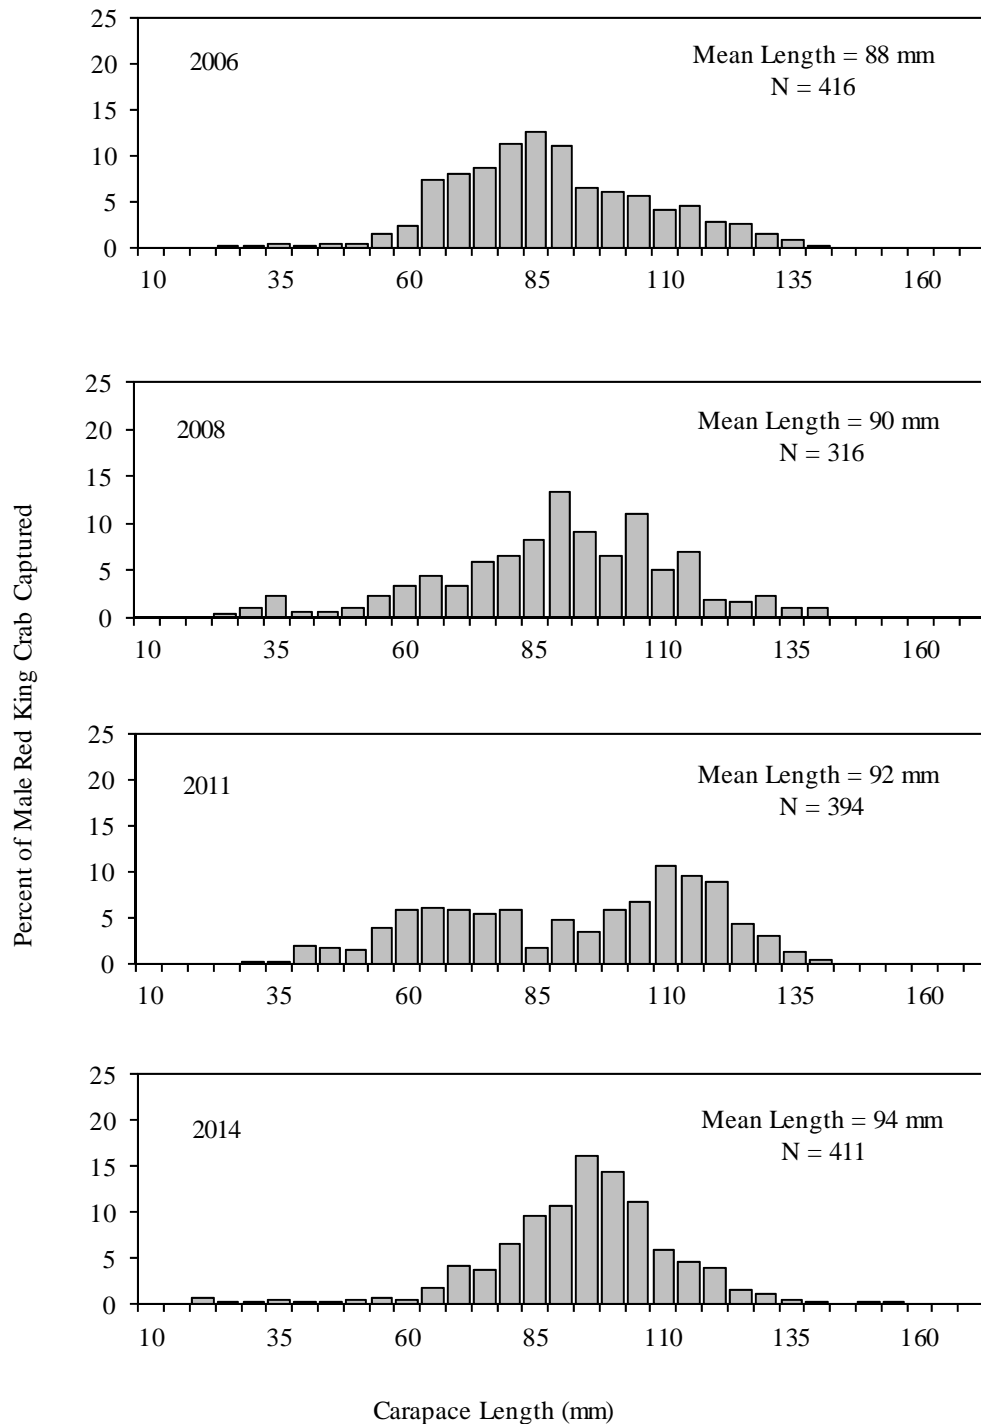 Percent of Male Red King Crab Captured
25
20
15
10
5
0
2006
Mean Length = 88 mm
N = 416
10 35 60 85 110 135 160
25
20
15
10
5
0
2008
Mean Length = 90 mm
N = 316
10 35 60 85 110 135 160
25
20
15
10
5
0
2011
Mean Length = 92 mm
N = 394
10 35 60 85 110 135 160
25
20
15
10
5
0
2014
Mean Length = 94 mm
N = 411
10 35 60 85 110 135 160
Carapace Length (mm)